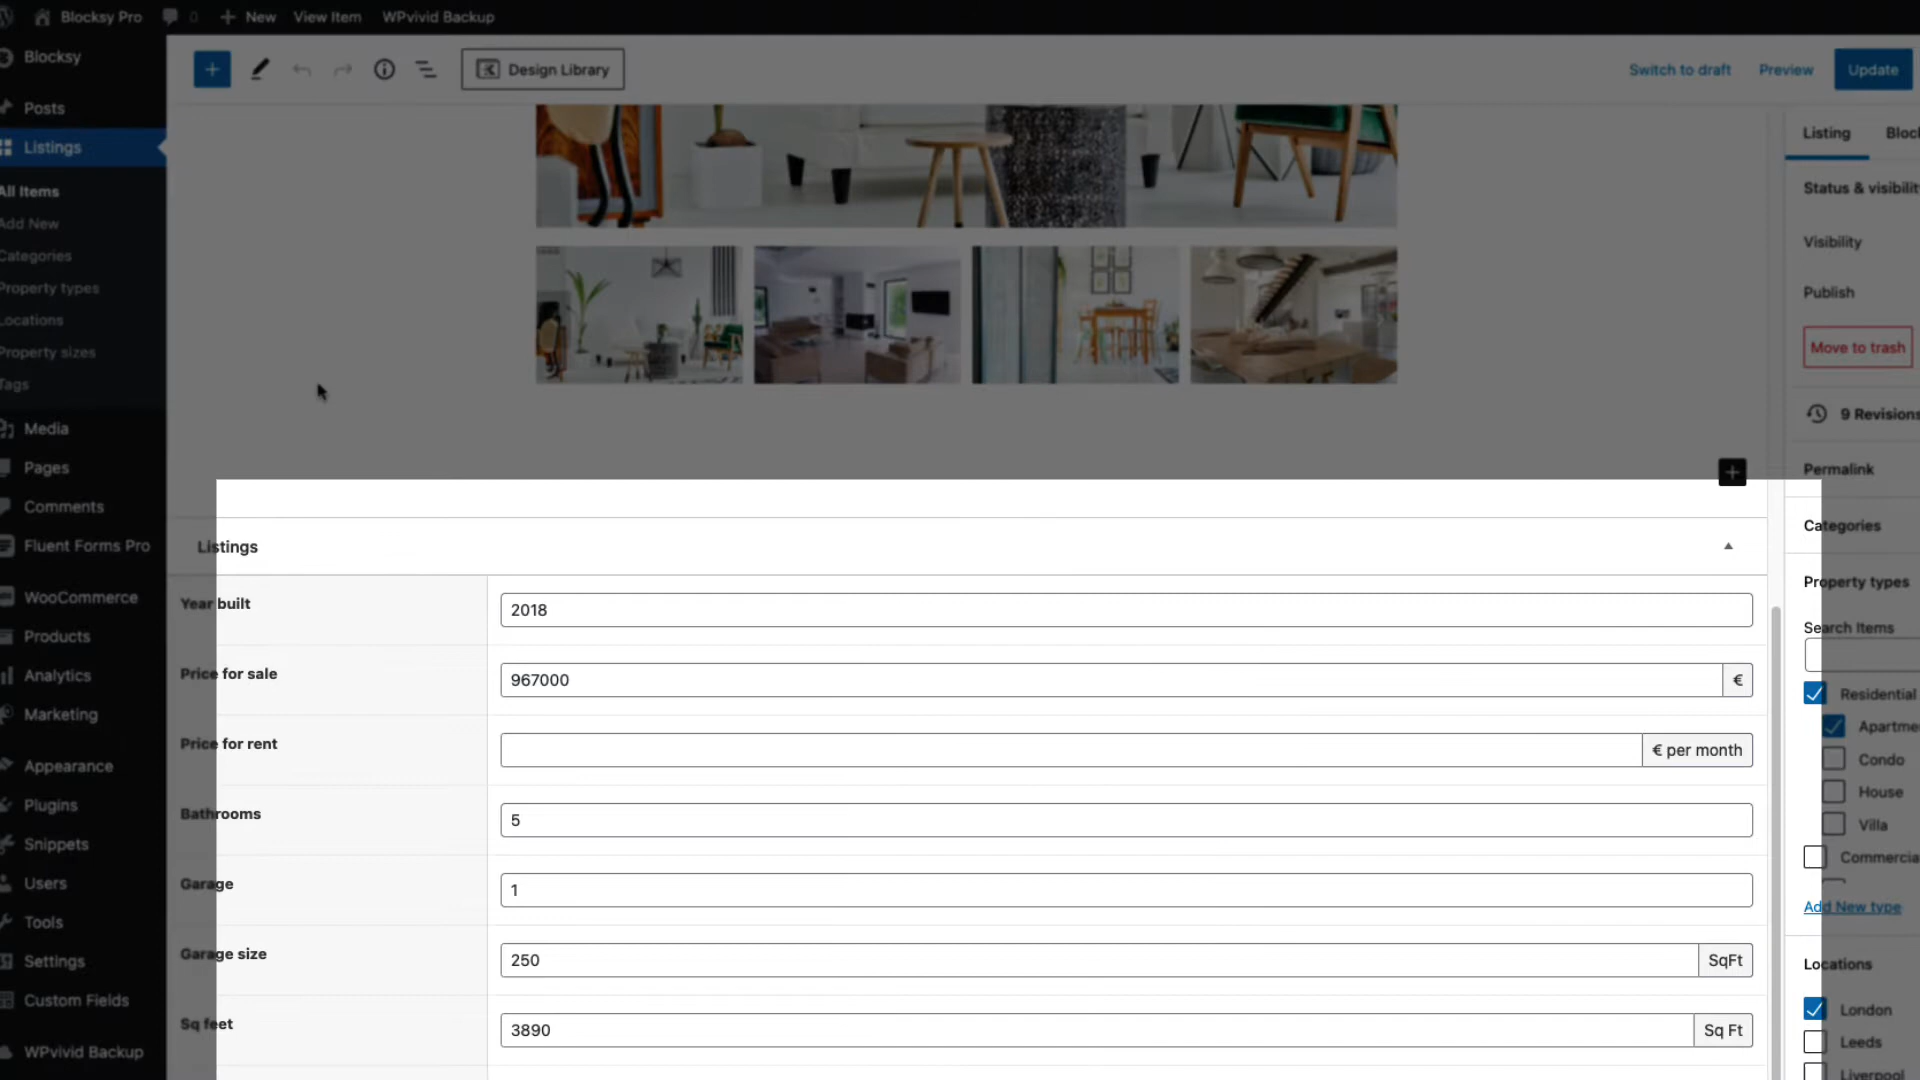 Blocksy Pro
0
New
View Item
WPvivid Backup
Blocksy
Posts
Listings
All Items
Add New
Categories
Property types
Locations
Property sizes
Tags
Media
Pages
Comments
Fluent Forms Pro
WooCommerce
Products
Analytics
Marketing
Appearance
Plugins
Snippets
Users
Tools
Settings
Custom Fields
WPvivid Backup
Design Library
Switch to draft
Preview
Update
Listings
Year built
2018
Price for sale
967000
€
Price for rent
€ per month
Bathrooms
5
Garage
1
Garage size
250
SqFt
Sq feet
3890
Sq Ft
Listing
Bloc
Status & visibility
Visibility
Publish
Move to trash
9 Revisions
Permalink
Categories
Property types
Search Items
Residential
Apartme
Condo
House
Villa
Commercia
Add New type
Locations
London
Leeds
Liverpool